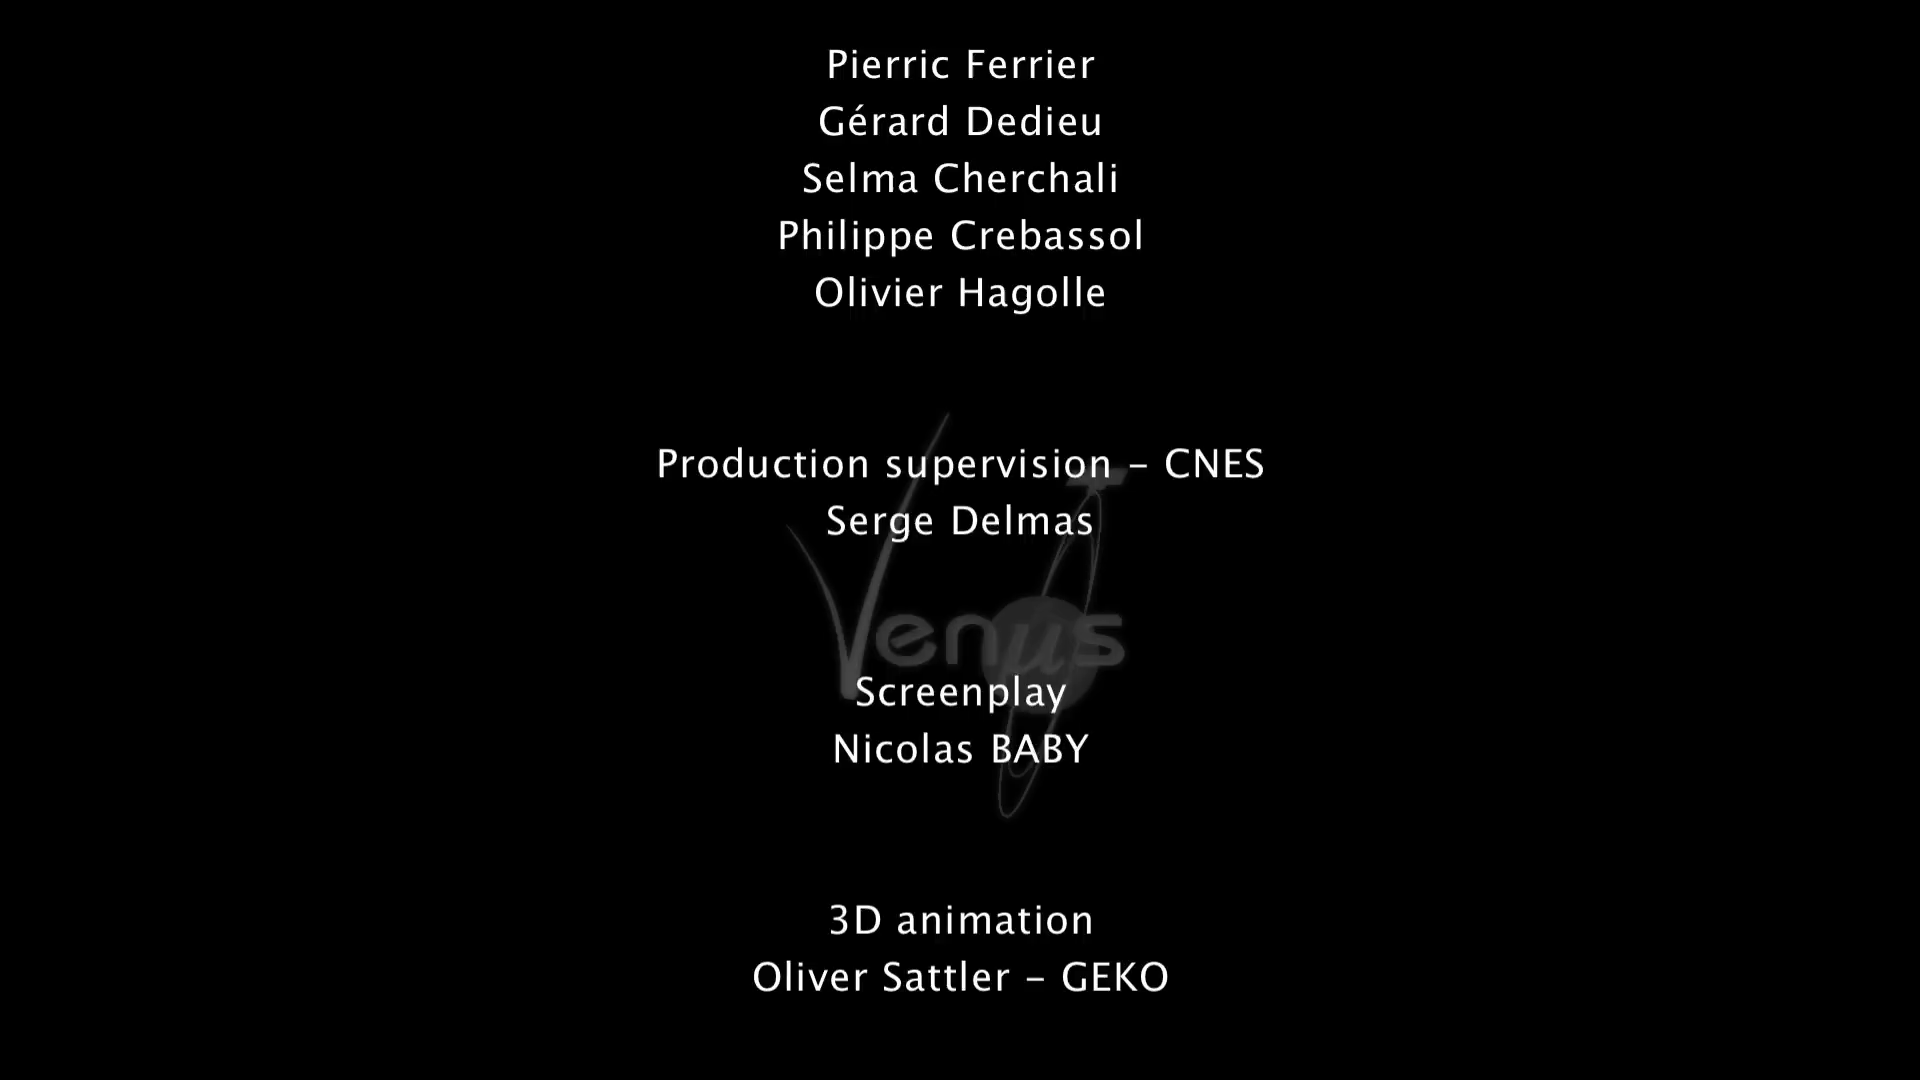 Pierric Ferrier
Gérard Dedieu
Selma Cherchali
Philippe Crebassol
Olivier Hagolle
Production supervision – CNES
Serge Delmas
Venµs
Screenplay
Nicolas BABY
3D animation
Oliver Sattler – GEKO